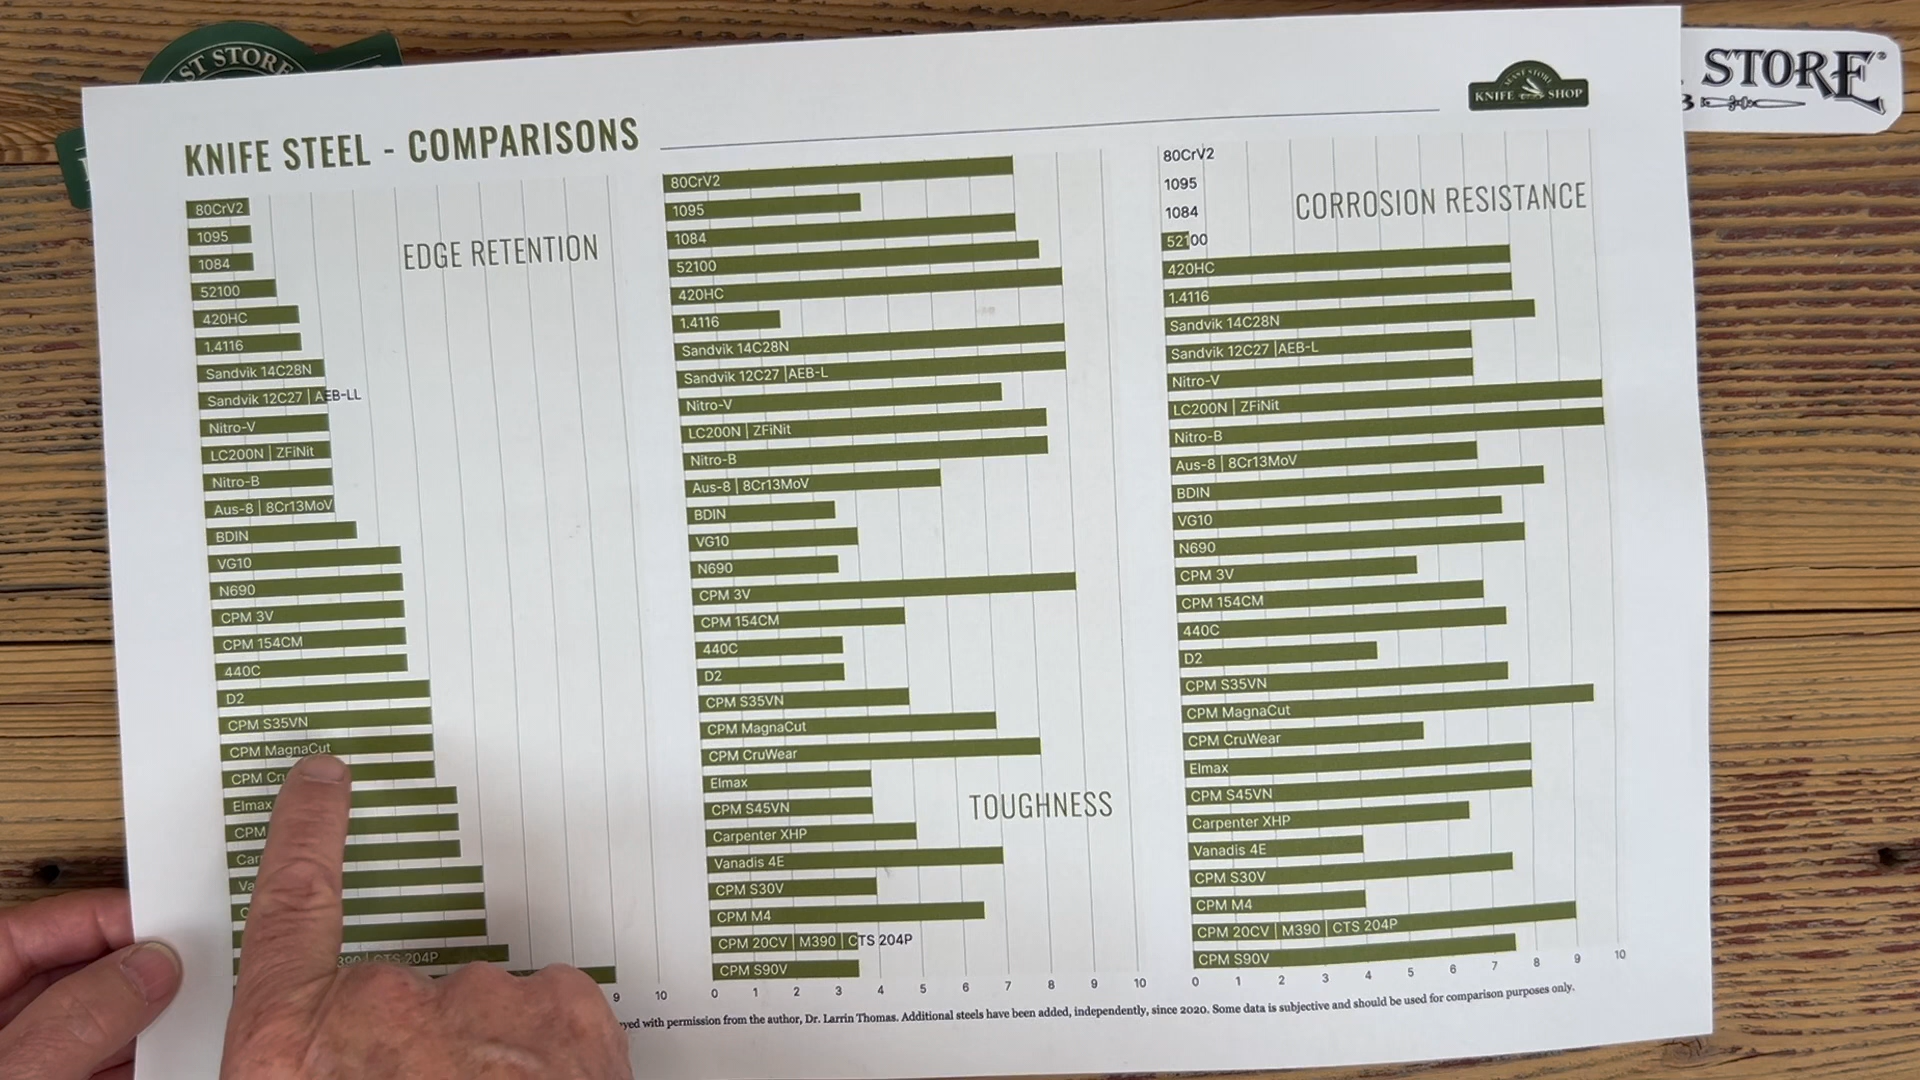 ST STORE
STORE®
KNIFE SHOP
KNIFE STEEL - COMPARISONS
EDGE RETENTION
80CrV2
1095
1084
52100
420HC
1.4116
Sandvik 14C28N
Sandvik 12C27 | AEB-LL
Nitro-V
LC200N | ZFiNit
Nitro-B
Aus-8 | 8Cr13MoV
BDIN
VG10
N690
CPM 3V
CPM 154CM
440C
D2
CPM S35VN
CPM MagnaCut
CPM Cru
Elmax
CPM
Car
Va
C
390 | CTS 204P
9 10
80CrV2
1095
1084
52100
420HC
1.4116
Sandvik 14C28N
Sandvik 12C27 |AEB-L
Nitro-V
LC200N | ZFiNit
Nitro-B
Aus-8 | 8Cr13MoV
BDIN
VG10
N690
CPM 3V
CPM 154CM
440C
D2
CPM S35VN
CPM MagnaCut
CPM CruWear
Elmax
CPM S45VN
Carpenter XHP
Vanadis 4E
CPM S30V
CPM M4
CPM 20CV | M390 | CTS 204P
CPM S90V
TOUGHNESS
0 1 2 3 4 5 6 7 8 9 10
80CrV2
1095
1084
52100
420HC
1.4116
Sandvik 14C28N
Sandvik 12C27 |AEB-L
Nitro-V
LC200N | ZFiNit
Nitro-B
Aus-8 | 8Cr13MoV
BDIN
VG10
N690
CPM 3V
CPM 154CM
440C
D2
CPM S35VN
CPM MagnaCut
CPM CruWear
Elmax
CPM S45VN
Carpenter XHP
Vanadis 4E
CPM S30V
CPM M4
CPM 20CV | M390 | CTS 204P
CPM S90V
CORROSION RESISTANCE
0 1 2 3 4 5 6 7 8 9 10
yed with permission from the author, Dr. Larrin Thomas. Additional steels have been added, independently, since 2020. Some data is subjective and should be used for comparison purposes only.